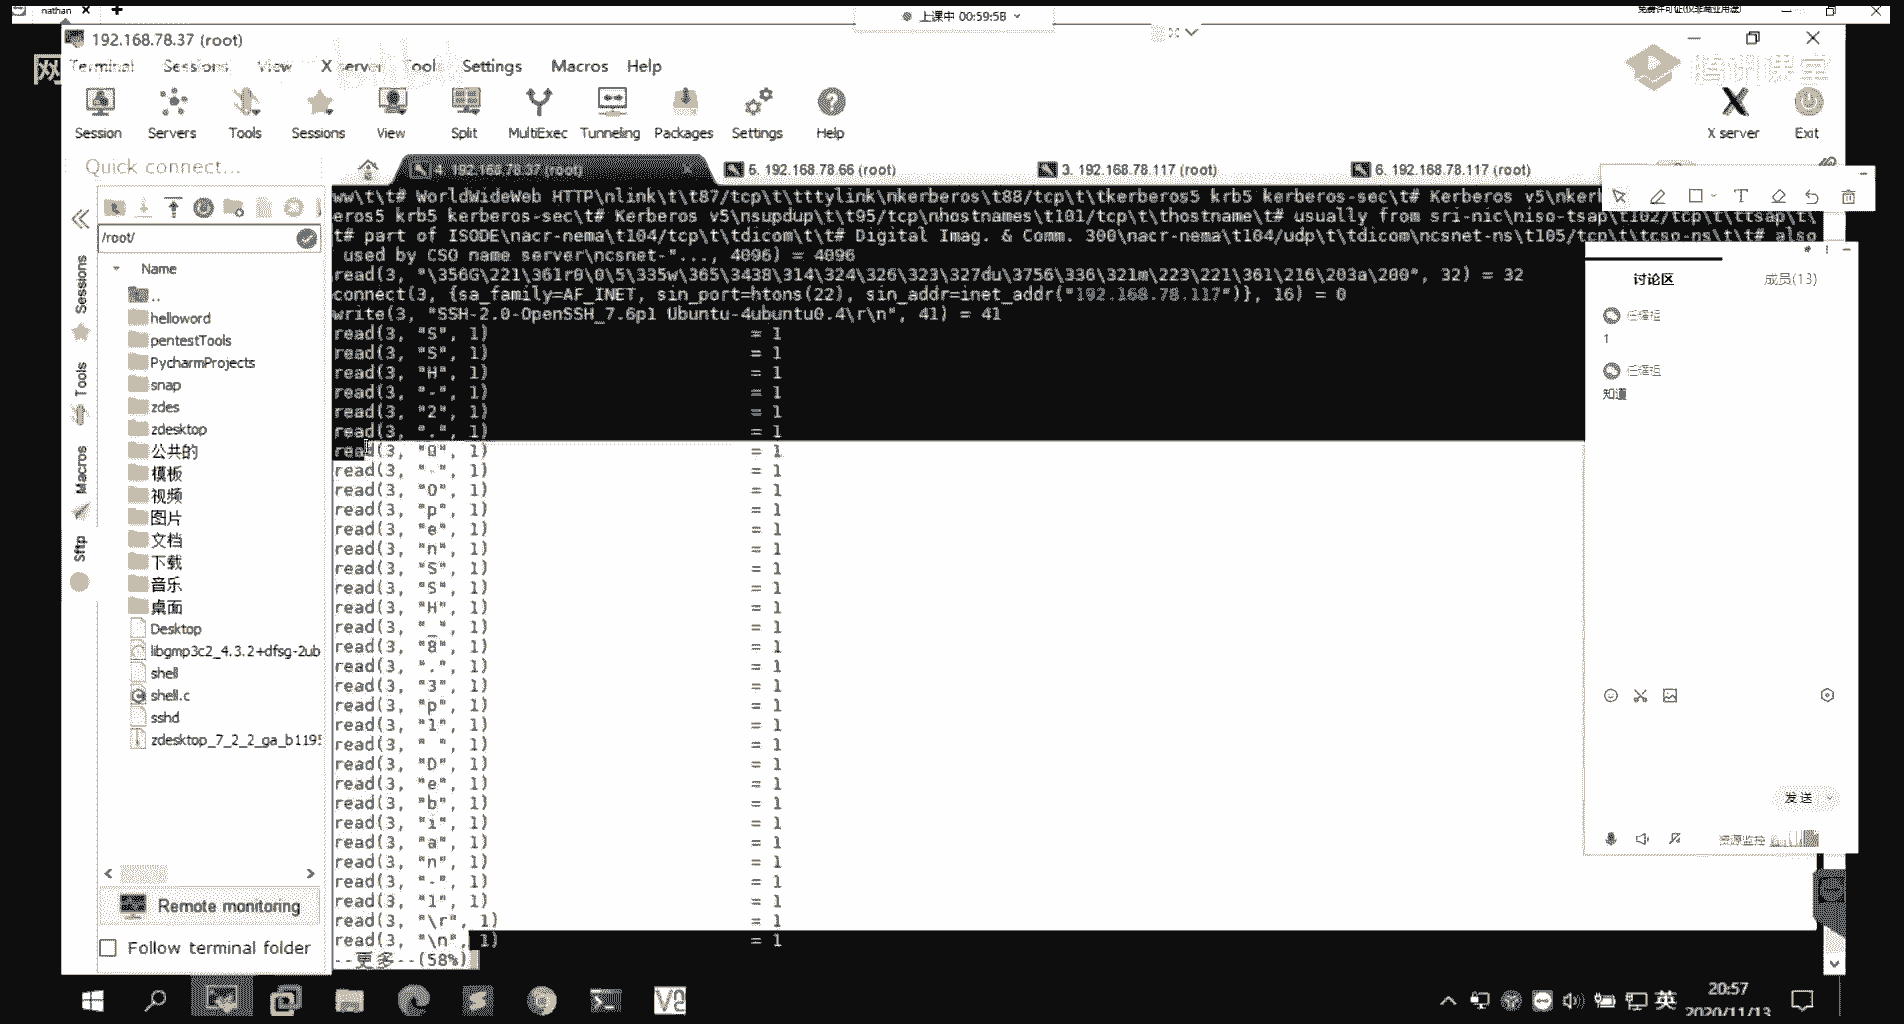 nathan
上课中 00:59:58
免费许可证(仅非商业用途)
192.168.78.37 (root)
Terminal Sessions View X server Tools Settings Macros Help
Session Servers Tools Sessions View Split MultiExec Tunneling Packages Settings Help X server Exit
Quick connect...
4. 192.168.78.37 (root)
5. 192.168.78.66 (root)
3. 192.168.78.117 (root)
6. 192.168.78.117 (root)
/root/
Name
..
helloword
pentestTools
PycharmProjects
snap
zdes
zdesktop
公共的
模板
视频
图片
文档
下载
音乐
桌面
Desktop
libgmp3c2_4.3.2+dfsg-2ub
shell
shell.c
sshd
zdesktop_7_2_2_ga_b1195
Remote monitoring
Follow terminal folder
Sessions
Tools
Macros
Sftp
ww\t\t# WorldWideWeb HTTP\nlink\t\t87/tcp\t\tttylink\nkerberos\t88/tcp\t\tkerberos5 krb5 kerberos-sec\t# Kerberos v5\nker
eros5 krb5 kerberos-sec\t# Kerberos v5\nsupdup\t\t95/tcp\nhostnames\t101/tcp\t\thostname\t# usually from sri-nic\niso-tsap\t102/tcp\t\ttsap\t\
t# part of ISODE\nacr-nema\t104/tcp\t\tdicom\t\t# Digital Imag. & Comm. 300\nacr-nema\t104/udp\t\tdicom\ncsnet-ns\t105/tcp\t\tcso-ns\t\t# also
used by CSO name server\ncsnet-"..., 4096) = 4096
read(3, "\356G\221\361r0\0\5\335w\365\3438\314\324\326\323\327du\3756\336\321m\223\221\361\216\203a\200", 32) = 32
connect(3, {sa_family=AF_INET, sin_port=htons(22), sin_addr=inet_addr("192.168.78.117")}, 16) = 0
write(3, "SSH-2.0-OpenSSH_7.6p1 Ubuntu-4ubuntu0.4\r\n", 41) = 41
read(3, "S", 1) = 1
read(3, "S", 1) = 1
read(3, "H", 1) = 1
read(3, "-", 1) = 1
read(3, "2", 1) = 1
read(3, ".", 1) = 1
read(3, "0", 1) = 1
read(3, "-", 1) = 1
read(3, "O", 1) = 1
read(3, "p", 1) = 1
read(3, "e", 1) = 1
read(3, "n", 1) = 1
read(3, "S", 1) = 1
read(3, "S", 1) = 1
read(3, "H", 1) = 1
read(3, "_", 1) = 1
read(3, "8", 1) = 1
read(3, ".", 1) = 1
read(3, "3", 1) = 1
read(3, "p", 1) = 1
read(3, "1", 1) = 1
read(3, " ", 1) = 1
read(3, "D", 1) = 1
read(3, "e", 1) = 1
read(3, "b", 1) = 1
read(3, "i", 1) = 1
read(3, "a", 1) = 1
read(3, "n", 1) = 1
read(3, "-", 1) = 1
read(3, "1", 1) = 1
read(3, "\r", 1) = 1
read(3, "\n", 1) = 1
--更多--(58%)
讨论区 成员(13)
1
知道
发送
资源监控
英
20:57
2020/11/13